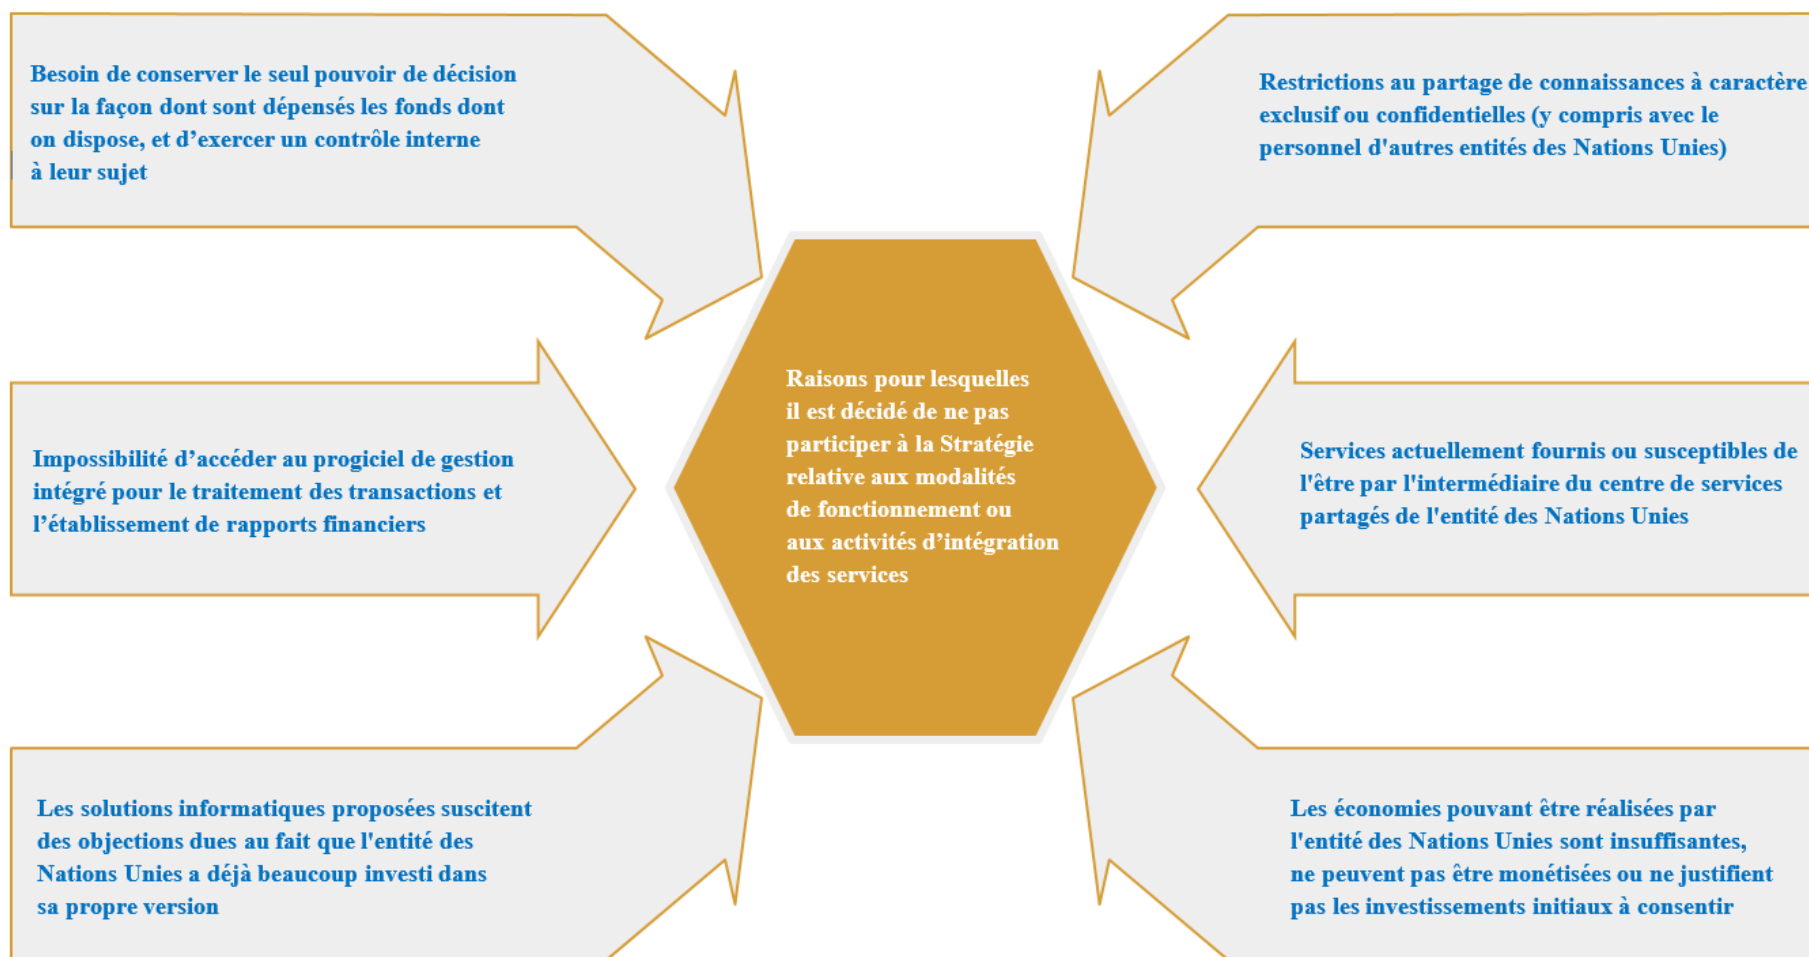 Besoin de conserver le seul pouvoir de décision
sur la façon dont sont dépensés les fonds dont
on dispose, et d’exercer un contrôle interne
à leur sujet
Restrictions au partage de connaissances à caractère
exclusif ou confidentielles (y compris avec le
personnel d'autres entités des Nations Unies)
Impossibilité d’accéder au progiciel de gestion
intégré pour le traitement des transactions et
l’établissement de rapports financiers
Raisons pour lesquelles
il est décidé de ne pas
participer à la Stratégie
relative aux modalités
de fonctionnement ou
aux activités d’intégration
des services
Services actuellement fournis ou susceptibles de
l'être par l'intermédiaire du centre de services
partagés de l'entité des Nations Unies
Les solutions informatiques proposées suscitent
des objections dues au fait que l'entité des
Nations Unies a déjà beaucoup investi dans
sa propre version
Les économies pouvant être réalisées par
l'entité des Nations Unies sont insuffisantes,
ne peuvent pas être monétisées ou ne justifient
pas les investissements initiaux à consentir